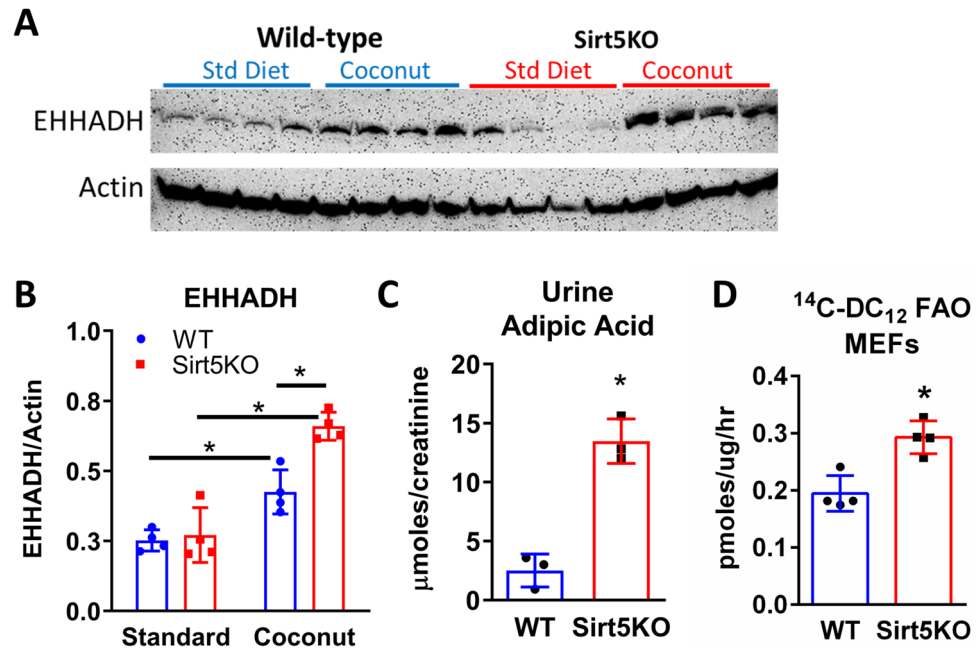 A
Wild-type Sirt5KO
Std Diet Coconut Std Diet Coconut
EHHADH
Actin
B
EHHADH
WT
Sirt5KO
EHHADH/Actin
1.0
0.8
0.5
0.3
0.0
*
*
*
Standard Coconut
C
Urine
Adipic Acid
μmoles/creatinine
20
15
10
5
0
*
WT Sirt5KO
D
¹⁴C-DC₁₂ FAO
MEFs
pmoles/ug/hr
0.4
0.3
0.2
0.1
0.0
*
WT Sirt5KO